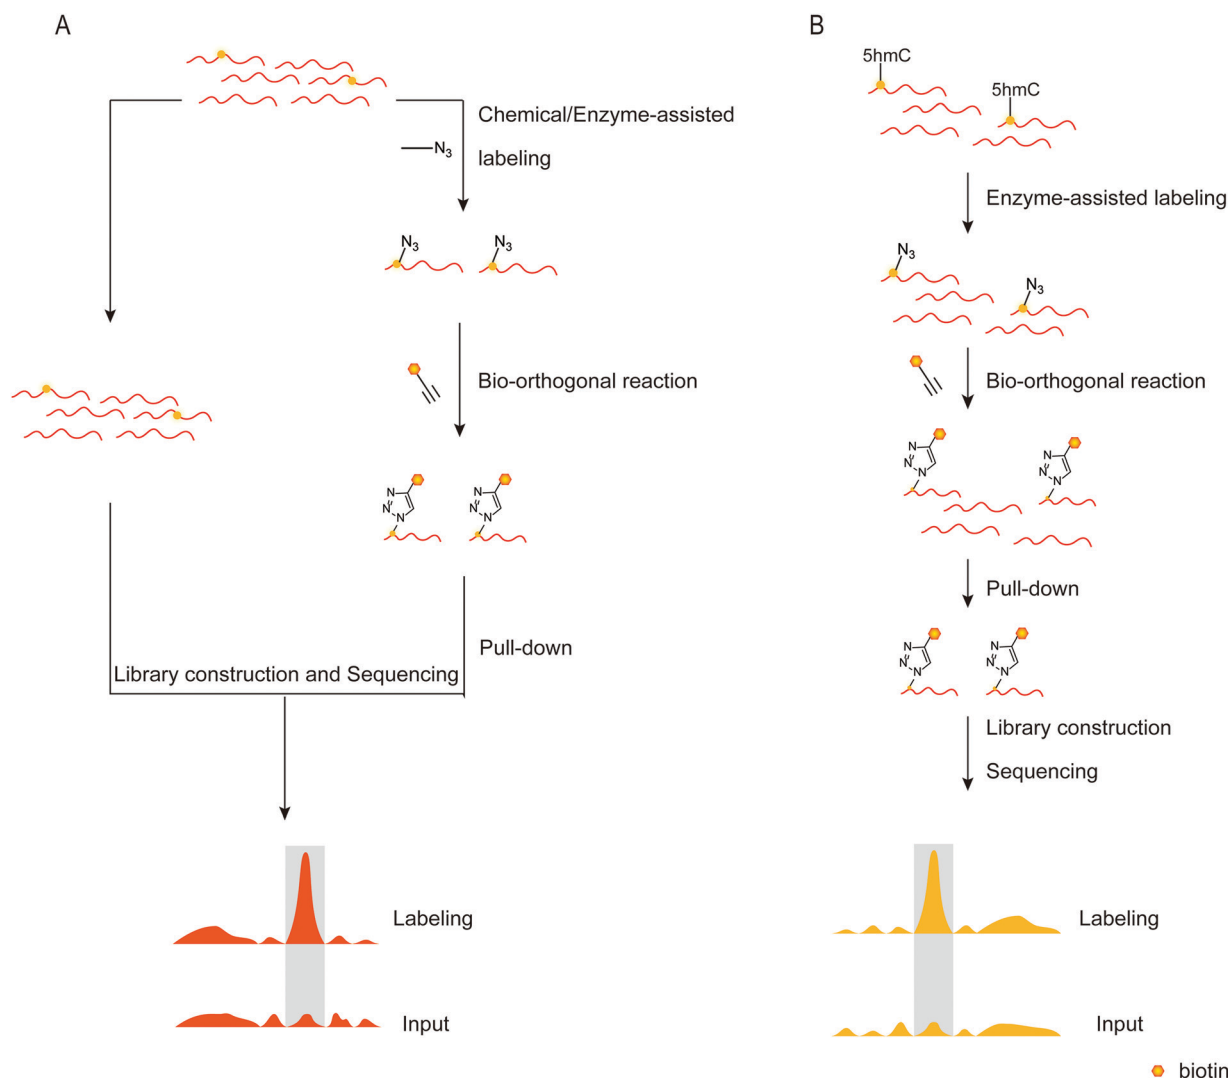 A
Chemical/Enzyme-assisted
N3
labeling
N3 N3
Bio-orthogonal reaction
N N
N N
N N
Pull-down
Library construction and Sequencing
Labeling
Input
B
5hmC
5hmC
Enzyme-assisted labeling
N3
N3
Bio-orthogonal reaction
N
N
N
N
N
N
Pull-down
N N
N N
N N
Library construction
Sequencing
Labeling
Input
biotin